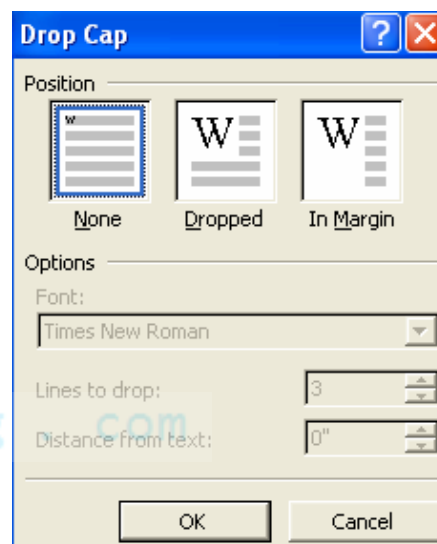 Drop Cap
Position
W
W
W
None
Dropped
In Margin
Options
Font:
Times New Roman
Lines to drop:
3
. com
Distance from text:
0"
OK
Cancel